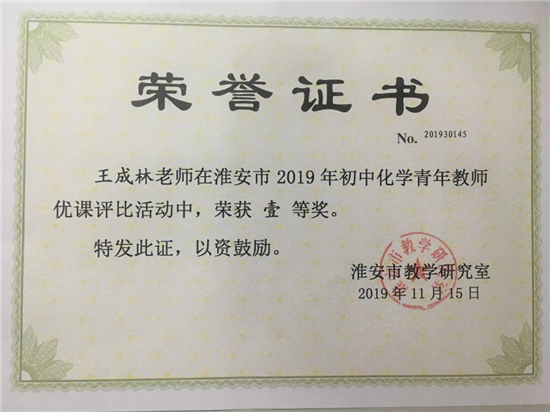 荣誉证书
No. 201930145
王成林老师在淮安市2019年初中化学青年教师
优课评比活动中，荣获 壹 等奖。
特发此证，以资鼓励。
淮安市教学研究室
2019年11月15日